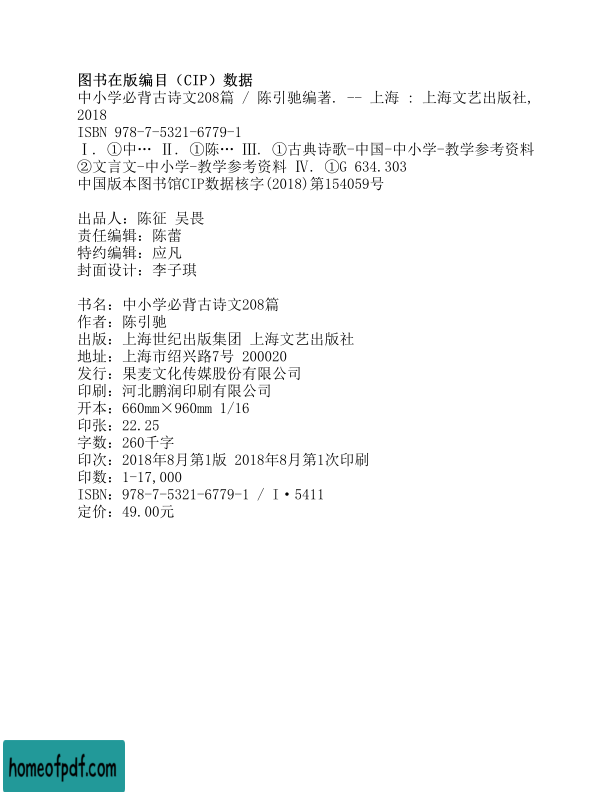 图书在版编目（CIP）数据
中小学必背古诗文208篇 / 陈引驰编著. -- 上海 : 上海文艺出版社,
2018
ISBN 978-7-5321-6779-1
Ⅰ. ①中… Ⅱ. ①陈… Ⅲ. ①古典诗歌-中国-中小学-教学参考资料
②文言文-中小学-教学参考资料 Ⅳ. ①G 634.303
中国版本图书馆CIP数据核字(2018)第154059号
出品人：陈征 吴畏
责任编辑：陈蕾
特约编辑：应凡
封面设计：李子琪
书名：中小学必背古诗文208篇
作者：陈引驰
出版：上海世纪出版集团 上海文艺出版社
地址：上海市绍兴路7号 200020
发行：果麦文化传媒股份有限公司
印刷：河北鹏润印刷有限公司
开本：660mm×960mm 1/16
印张：22.25
字数：260千字
印次：2018年8月第1版 2018年8月第1次印刷
印数：1-17,000
ISBN：978-7-5321-6779-1 / I·5411
定价：49.00元
homeofpdf.com